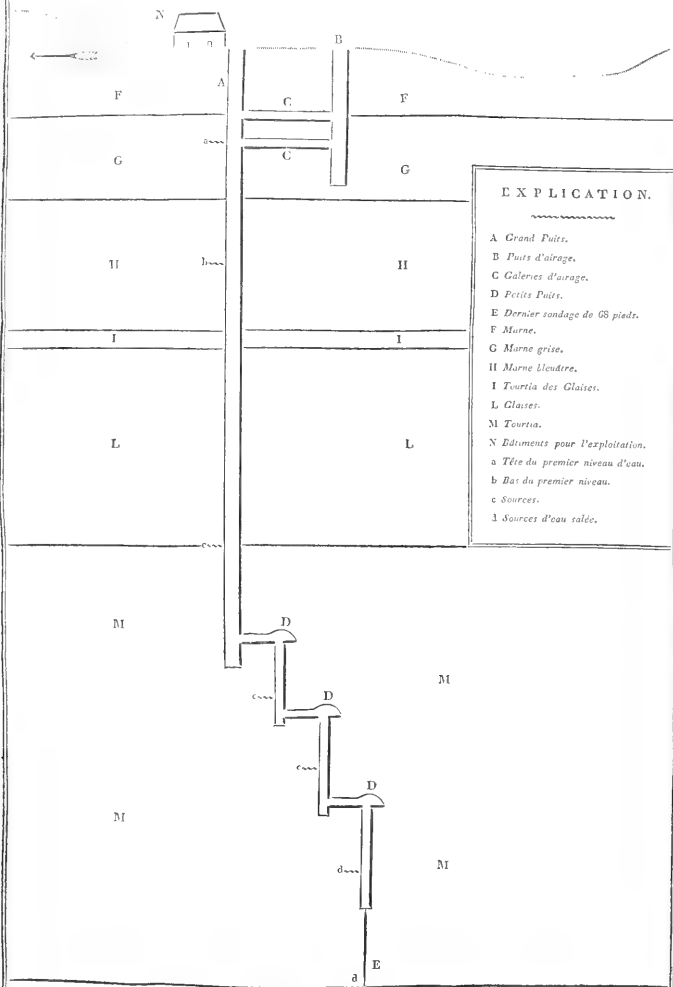 N
B
A
F
C
F
a
C
G
G
EXPLICATION.
A Grand Puits.
B Puits d'airage.
C Galeries d'airage.
D Petits Puits.
E Dernier sondage de 68 pieds.
F Marne.
G Marne grise.
H Marne bleuâtre.
I Tourtia des Glaises.
L Glaises.
M Tourtia.
N Bâtiments pour l'exploitation.
a Tête du premier niveau d'eau.
b Bas du premier niveau.
c Sources.
d Sources d'eau salée.
H
b
H
I
I
L
L
c
M
D
M
c
D
c
D
M
M
d
E
d